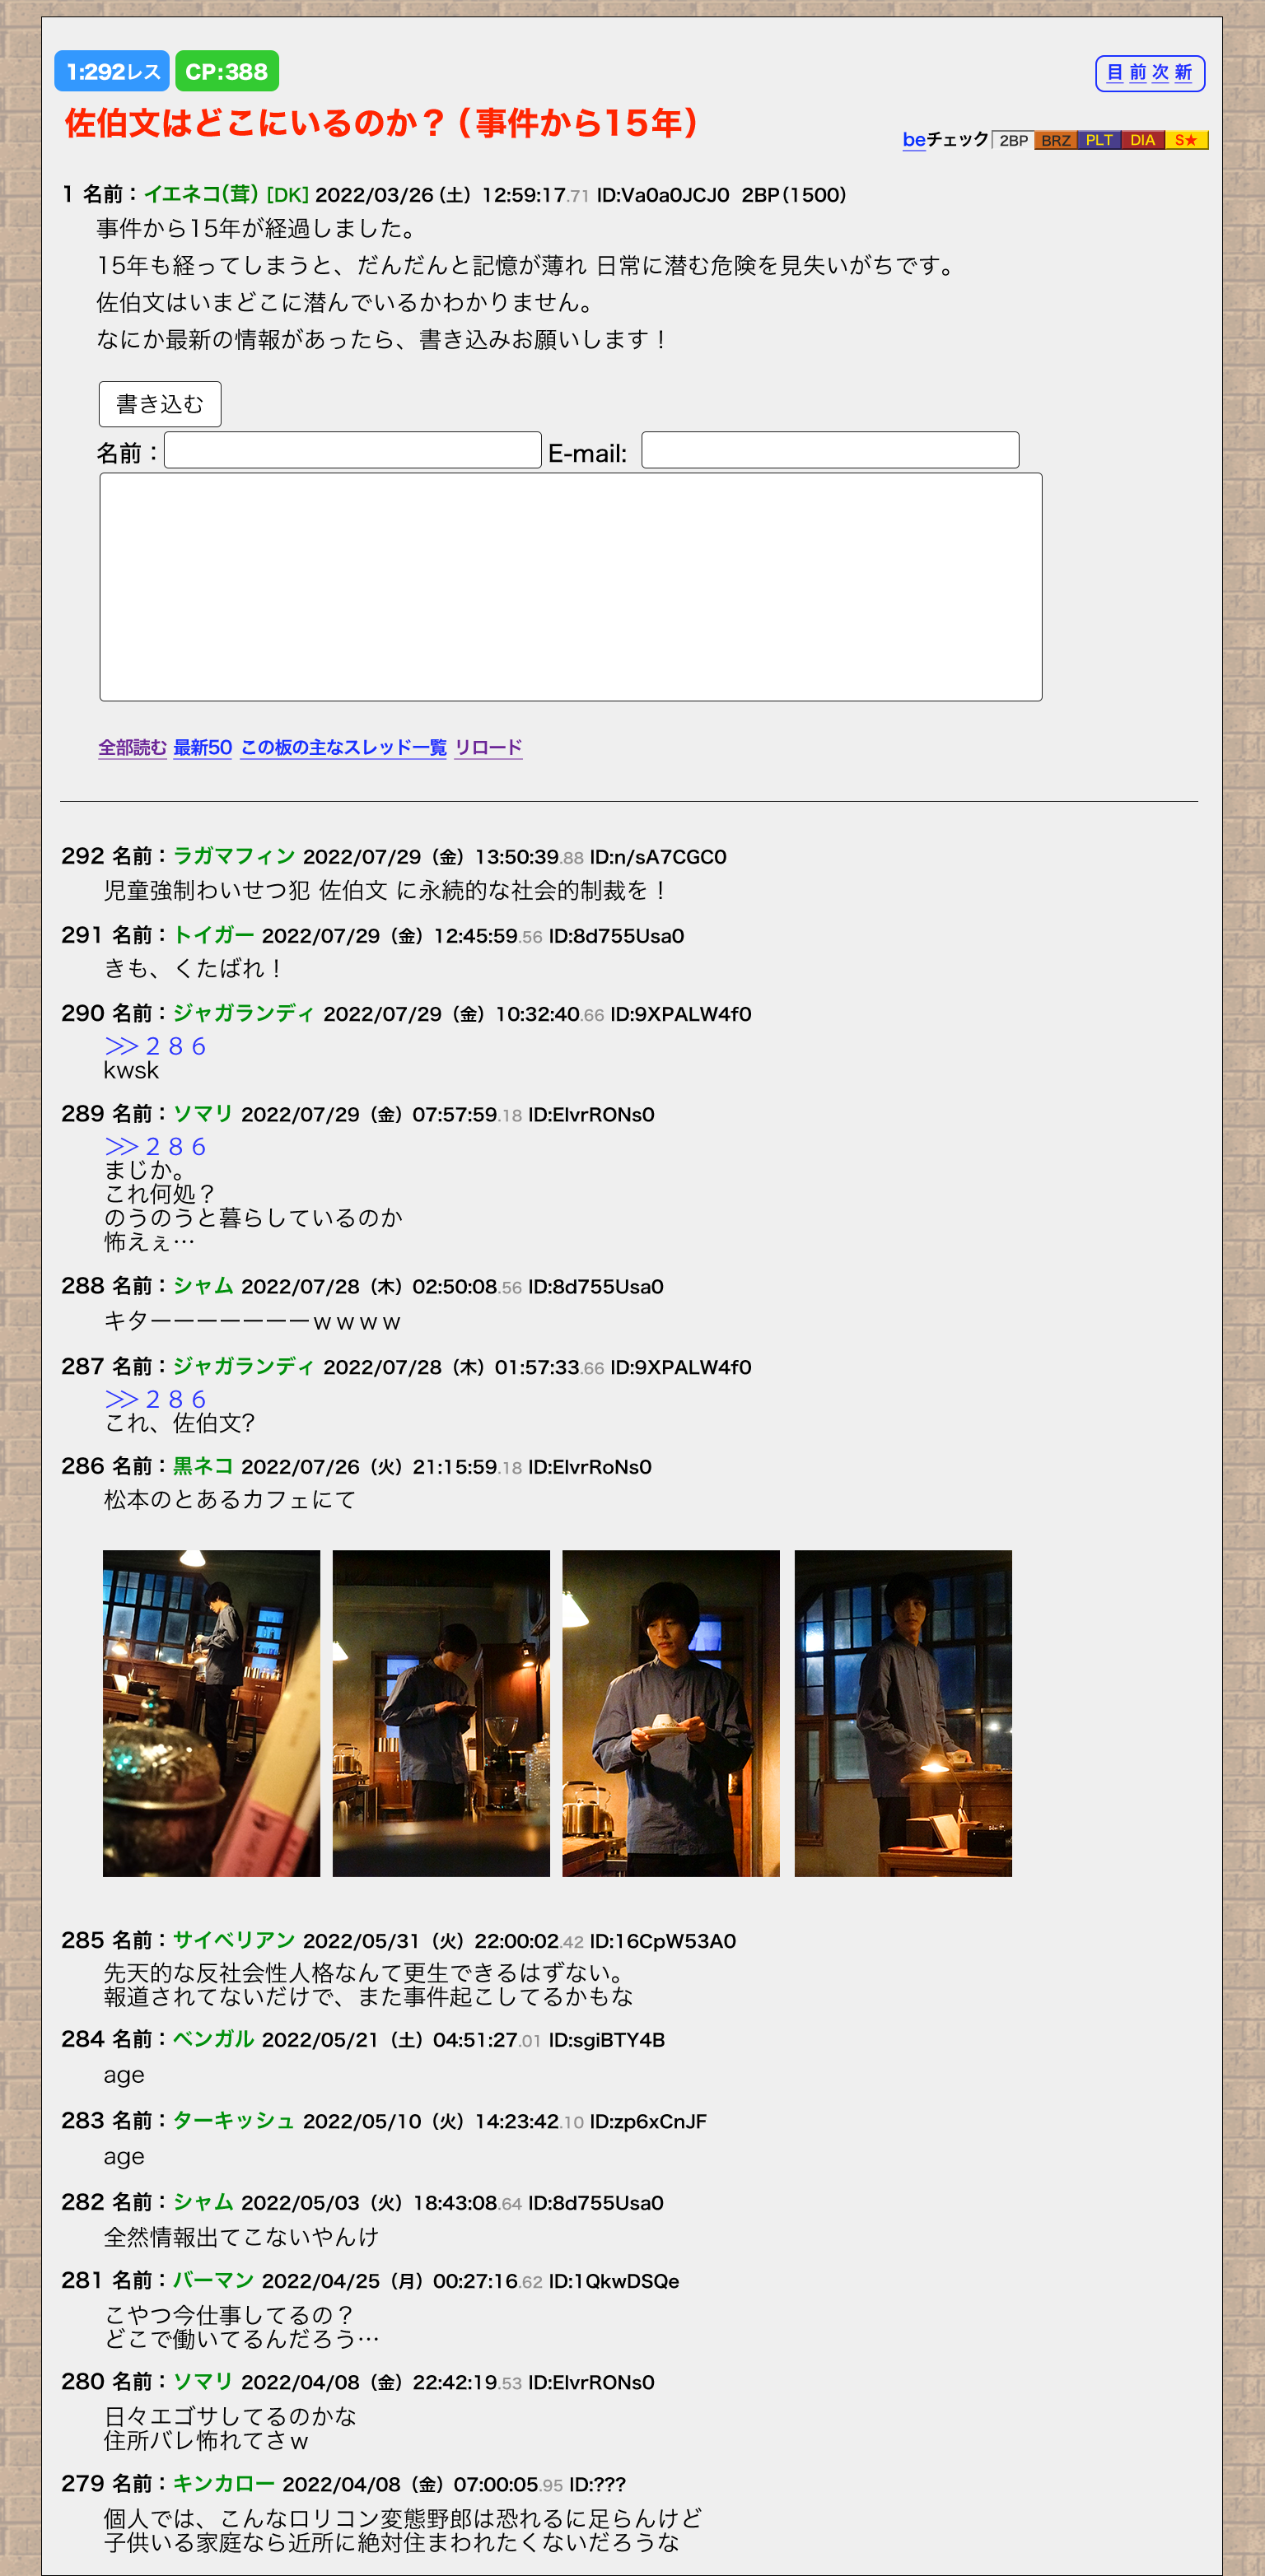 1:292レス CP:388
目 前 次 新
佐伯文はどこにいるのか？（事件から15年）
beチェック 2BP BRZ PLT DIA S★
1 名前：イエネコ(茸) [DK] 2022/03/26（土）12:59:17.71 ID:Va0a0JCJ0 2BP(1500)
事件から15年が経過しました。
15年も経ってしまうと、だんだんと記憶が薄れ 日常に潜む危険を見失いがちです。
佐伯文はいまどこに潜んでいるかわかりません。
なにか最新の情報があったら、書き込みお願いします！
書き込む
名前： E-mail:
全部読む 最新50 この板の主なスレッド一覧 リロード
292 名前：ラガマフィン 2022/07/29（金）13:50:39.88 ID:n/sA7CGC0
児童強制わいせつ犯 佐伯文 に永続的な社会的制裁を！
291 名前：トイガー 2022/07/29（金）12:45:59.56 ID:8d755Usa0
きも、くたばれ！
290 名前：ジャガランディ 2022/07/29（金）10:32:40.66 ID:9XPALW4f0
>>２８６
kwsk
289 名前：ソマリ 2022/07/29（金）07:57:59.18 ID:ElvrRONs0
>>２８６
まじか。
これ何処？
のうのうと暮らしているのか
怖えぇ…
288 名前：シャム 2022/07/28（木）02:50:08.56 ID:8d755Usa0
キターーーーーーーｗｗｗｗ
287 名前：ジャガランディ 2022/07/28（木）01:57:33.66 ID:9XPALW4f0
>>２８６
これ、佐伯文?
286 名前：黒ネコ 2022/07/26（火）21:15:59.18 ID:ElvrRoNs0
松本のとあるカフェにて
285 名前：サイベリアン 2022/05/31（火）22:00:02.42 ID:16CpW53A0
先天的な反社会性人格なんて更生できるはずない。
報道されてないだけで、また事件起こしてるかもな
284 名前：ベンガル 2022/05/21（土）04:51:27.01 ID:sgiBTY4B
age
283 名前：ターキッシュ 2022/05/10（火）14:23:42.10 ID:zp6xCnJF
age
282 名前：シャム 2022/05/03（火）18:43:08.64 ID:8d755Usa0
全然情報出てこないやんけ
281 名前：バーマン 2022/04/25（月）00:27:16.62 ID:1QkwDSQe
こやつ今仕事してるの？
どこで働いてるんだろう…
280 名前：ソマリ 2022/04/08（金）22:42:19.53 ID:ElvrRONs0
日々エゴサしてるのかな
住所バレ怖れてさｗ
279 名前：キンカロー 2022/04/08（金）07:00:05.95 ID:???
個人では、こんなロリコン変態野郎は恐れるに足らんけど
子供いる家庭なら近所に絶対住まわれたくないだろうな